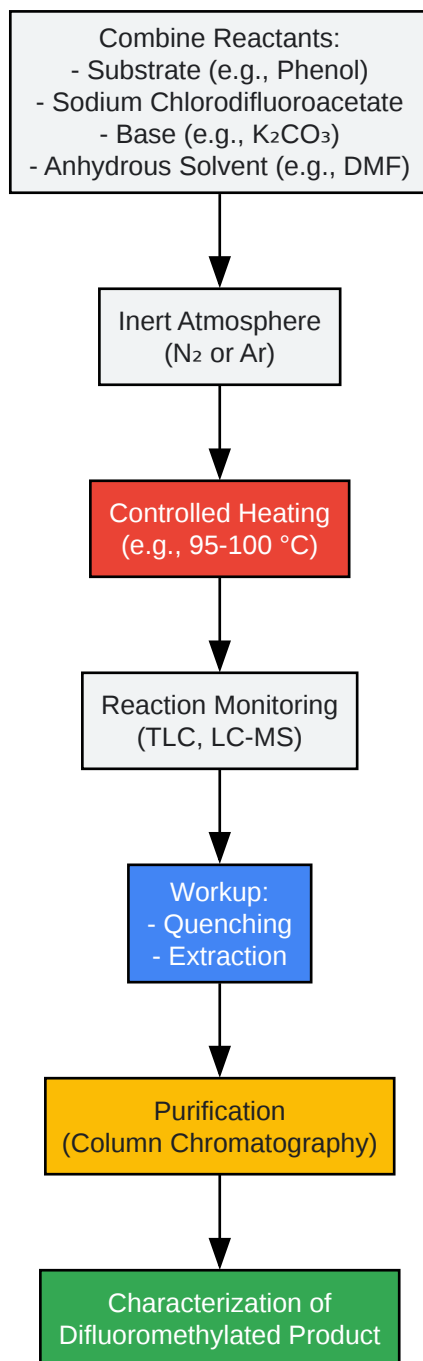 Combine Reactants:
- Substrate (e.g., Phenol)
- Sodium Chlorodifluoroacetate
- Base (e.g., K₂CO₃)
- Anhydrous Solvent (e.g., DMF)
Inert Atmosphere
(N₂ or Ar)
Controlled Heating
(e.g., 95-100 °C)
Reaction Monitoring
(TLC, LC-MS)
Workup:
- Quenching
- Extraction
Purification
(Column Chromatography)
Characterization of
Difluoromethylated Product